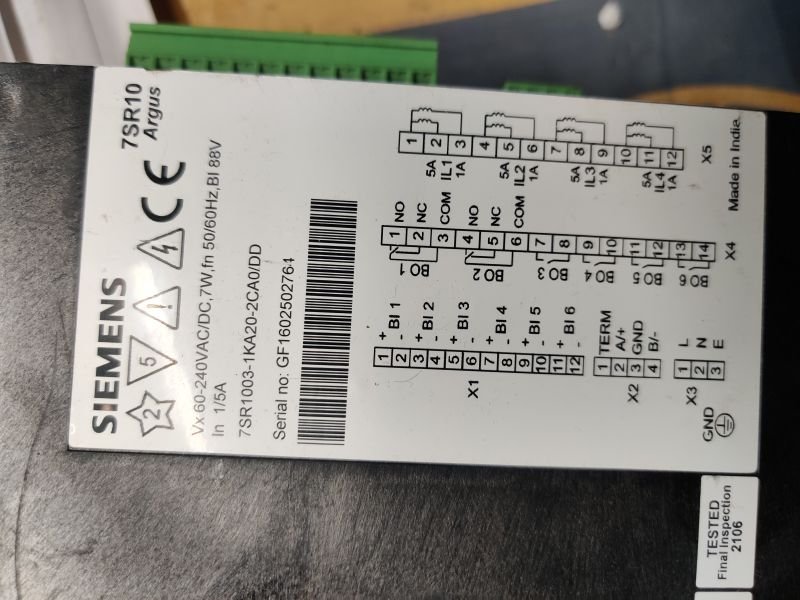 SIEMENS
7SR10
Argus
2
5
CE
Vx 60-240VAC/DC,7W,fn 50/60Hz,BI 88V
In 1/5A
7SR1003-1KA20-2CA0/DD
Serial no: GF1602502764
X1
1 + BI 1
2 -
3 + BI 2
4 -
5 + BI 3
6 -
7 + BI 4
8 -
9 + BI 5
10 -
11 + BI 6
12 -
X2
1 TERM
2 A/+
3 GND
4 B/-
X3
1 L
2 N
3 E
GND
BO 1
1 NO
2 NC
3 COM
BO 2
4 NO
5 NC
6 COM
BO 3
7
8
BO 4
9
10
BO 5
11
12
BO 6
13
14
X4
1
2 5A
IL1
3 1A
4
5 5A
IL2
6 1A
7
8 5A
IL3
9 1A
10
11 5A
IL4
12 1A
X5
Made in India
TESTED
Final Inspection
2106